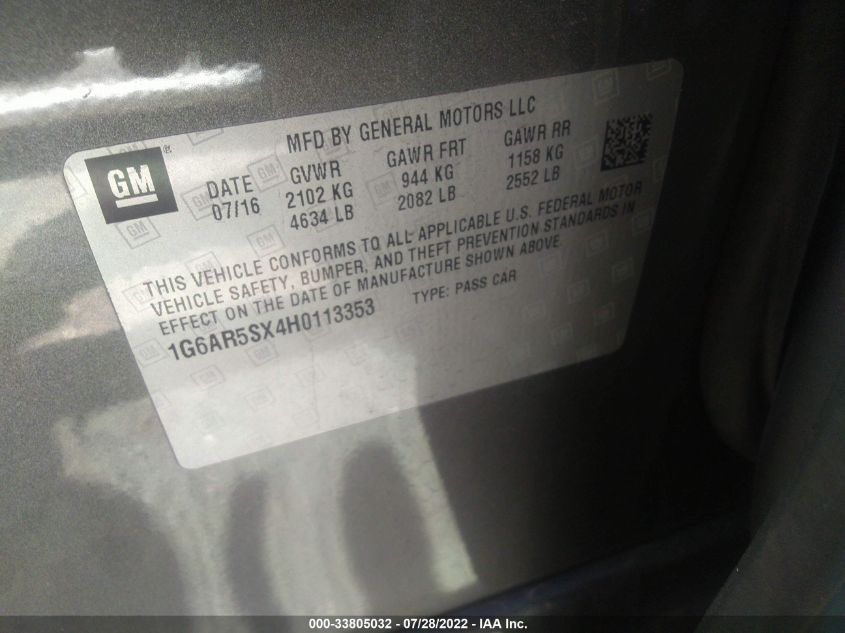 MFD BY GENERAL MOTORS LLC
GM ®
DATE GVWR GAWR FRT GAWR RR
07/16 2102 KG 944 KG 1158 KG
4634 LB 2082 LB 2552 LB
THIS VEHICLE CONFORMS TO ALL APPLICABLE U.S. FEDERAL MOTOR
VEHICLE SAFETY, BUMPER, AND THEFT PREVENTION STANDARDS IN
EFFECT ON THE DATE OF MANUFACTURE SHOWN ABOVE
1G6AR5SX4H0113353 TYPE: PASS CAR
000-33805032 - 07/28/2022 - IAA Inc.